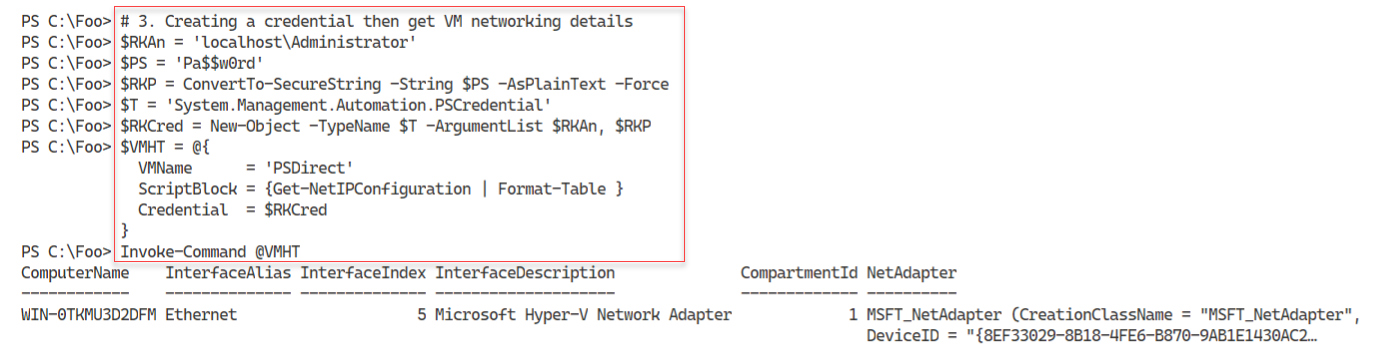 PS C:\Foo> # 3. Creating a credential then get VM networking details
PS C:\Foo> $RKAn = 'localhost\Administrator'
PS C:\Foo> $PS = 'Pa$$w0rd'
PS C:\Foo> $RKP = ConvertTo-SecureString -String $PS -AsPlainText -Force
PS C:\Foo> $T = 'System.Management.Automation.PSCredential'
PS C:\Foo> $RKCred = New-Object -TypeName $T -ArgumentList $RKAn, $RKP
PS C:\Foo> $VMHT = @{
  VMName      = 'PSDirect'
  ScriptBlock = {Get-NetIPConfiguration | Format-Table }
  Credential  = $RKCred
}
PS C:\Foo> Invoke-Command @VMHT
ComputerName    InterfaceAlias InterfaceIndex InterfaceDescription              CompartmentId NetAdapter
------------    -------------- -------------- --------------------              ------------- ----------
WIN-0TKMU3D2DFM Ethernet                    5 Microsoft Hyper-V Network Adapter             1 MSFT_NetAdapter (CreationClassName = "MSFT_NetAdapter",
DeviceID = "{8EF33029-8B18-4FE6-B870-9AB1E1430AC2…